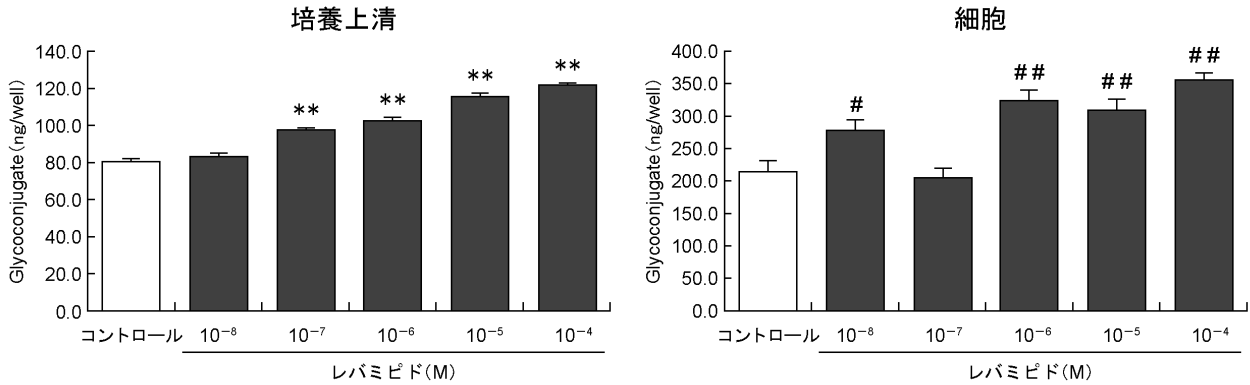 培養上清
Glycoconjugate(ng/well)
140.0
120.0
100.0
80.0
60.0
40.0
20.0
0.0
** ** ** **
コントロール 10⁻⁸ 10⁻⁷ 10⁻⁶ 10⁻⁵ 10⁻⁴
レバミピド(M)
細胞
Glycoconjugate(ng/well)
400.0
350.0
300.0
250.0
200.0
150.0
100.0
50.0
0.0
# ## ## ##
コントロール 10⁻⁸ 10⁻⁷ 10⁻⁶ 10⁻⁵ 10⁻⁴
レバミピド(M)